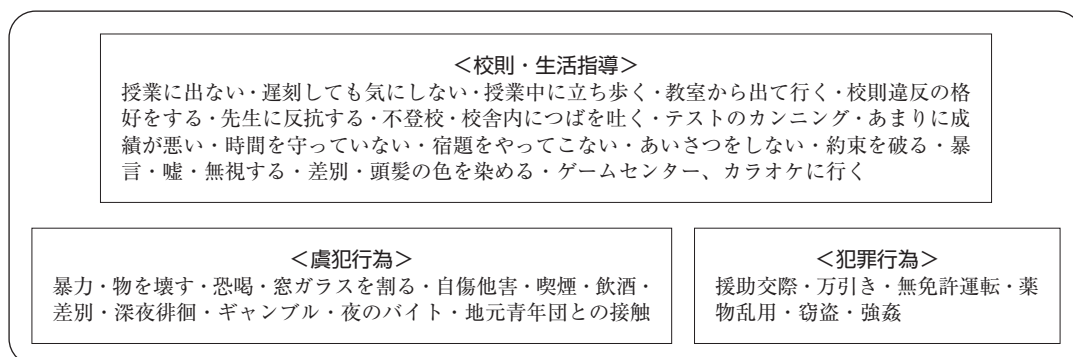 ＜校則・生活指導＞
授業に出ない・遅刻しても気にしない・授業中に立ち歩く・教室から出て行く・校則違反の格
好をする・先生に反抗する・不登校・校舎内につばを吐く・テストのカンニング・あまりに成
績が悪い・時間を守っていない・宿題をやってこない・あいさつをしない・約束を破る・暴
言・嘘・無視する・差別・頭髪の色を染める・ゲームセンター、カラオケに行く
＜虞犯行為＞
暴力・物を壊す・恐喝・窓ガラスを割る・自傷他害・喫煙・飲酒・
差別・深夜徘徊・ギャンブル・夜のバイト・地元青年団との接触
＜犯罪行為＞
援助交際・万引き・無免許運転・薬
物乱用・窃盗・強姦